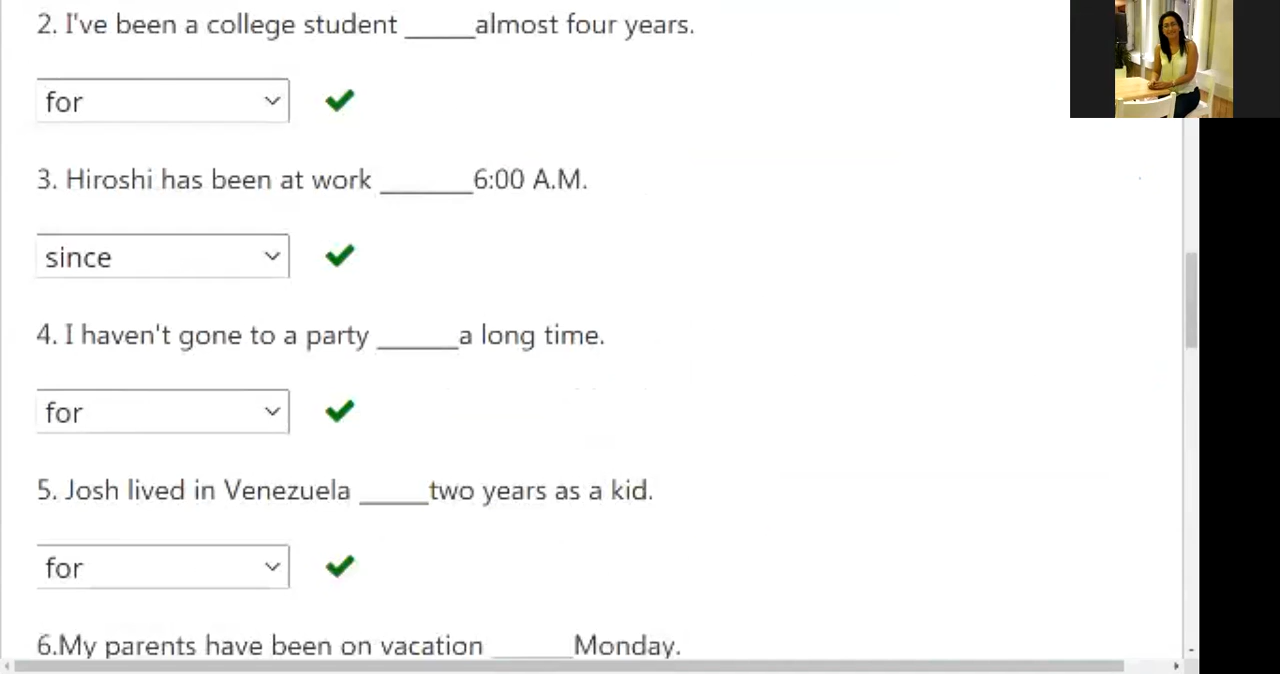 2. I've been a college student _____almost four years.
for
3. Hiroshi has been at work _______6:00 A.M.
since
4. I haven't gone to a party ______a long time.
for
5. Josh lived in Venezuela _____two years as a kid.
for
6.My parents have been on vacation ______Monday.